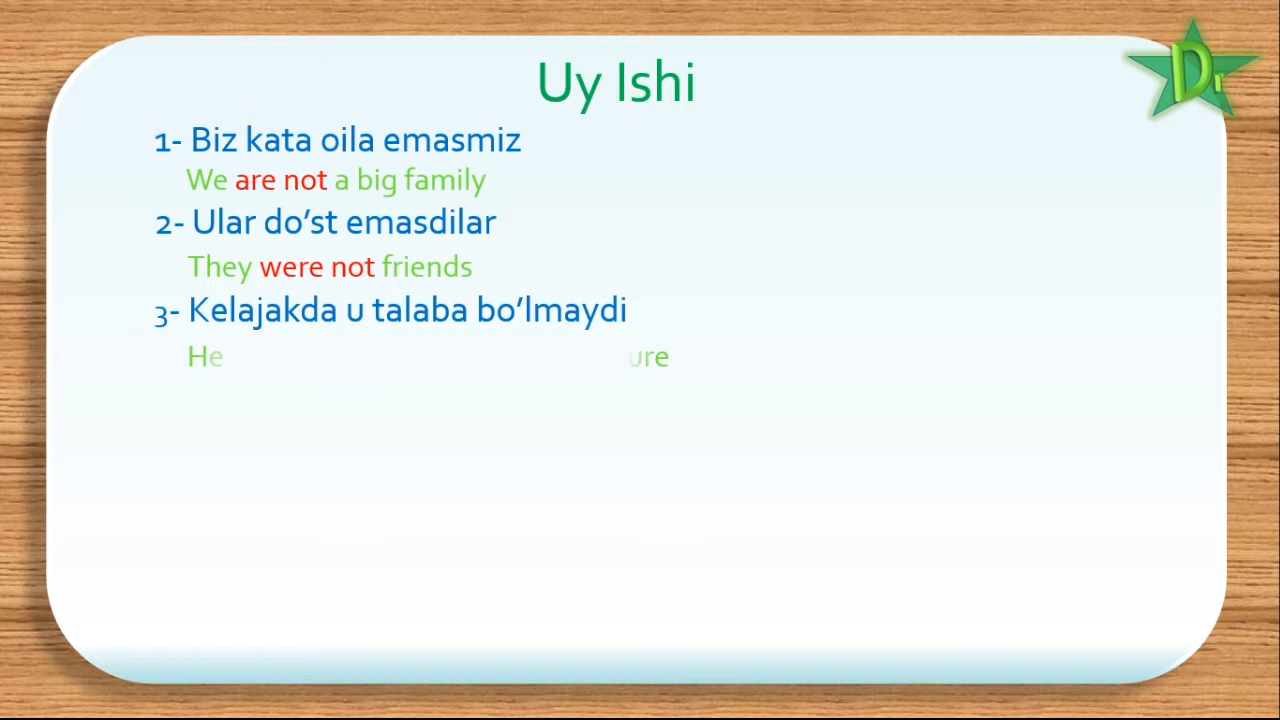 Uy Ishi
Dr
1- Biz kata oila emasmiz
We are not a big family
2- Ular do’st emasdilar
They were not friends
3- Kelajakda u talaba bo’lmaydi
He ure